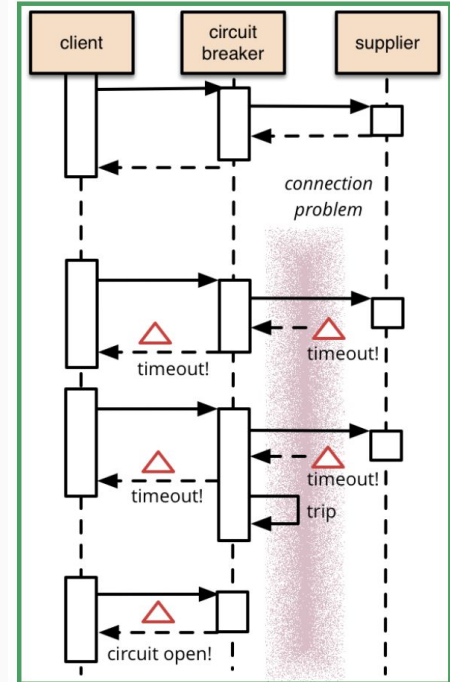 client
circuit
breaker
supplier
connection
problem
timeout!
timeout!
timeout!
timeout!
trip
circuit open!